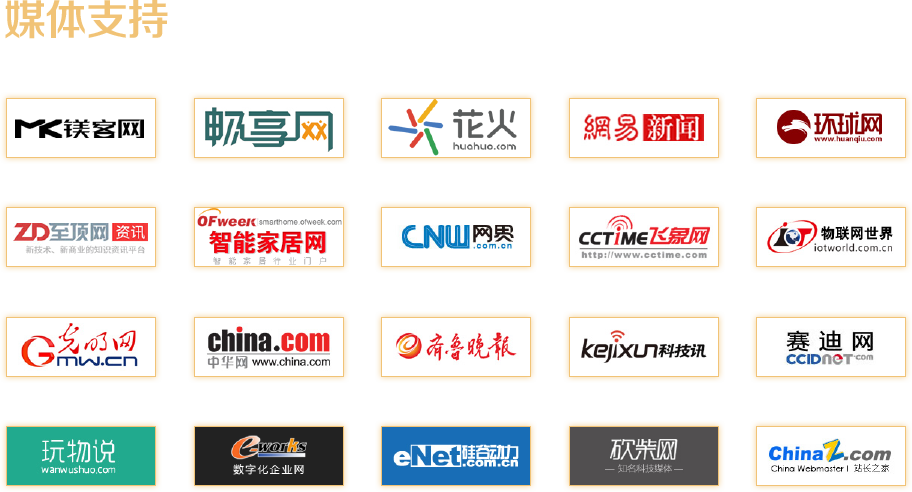 媒体支持
MK镁客网
畅享网
花火
huahuo.com
網易新闻
环球网
www.huanqiu.com
ZD至顶网 资讯
新技术、新商业的知识资讯平台
OFweek smarthome.ofweek.com
智能家居网
智能家居行业门户
CNW网界
.com.cn
CCTIME飞象网
http://www.cctime.com
IOT 物联网世界
iotworld.com.cn
光明网
Gmw.cn
china.com
中华网 www.china.com
齐鲁晚报
kejixun科技讯
赛迪网
CCIDNET.com
玩物说
wanwushuo.com
e-works
数字化企业网
eNet硅谷动力
.com.cn
砍柴网
— 知名科技媒体 —
ChinaZ.com
China Webmaster | 站长之家